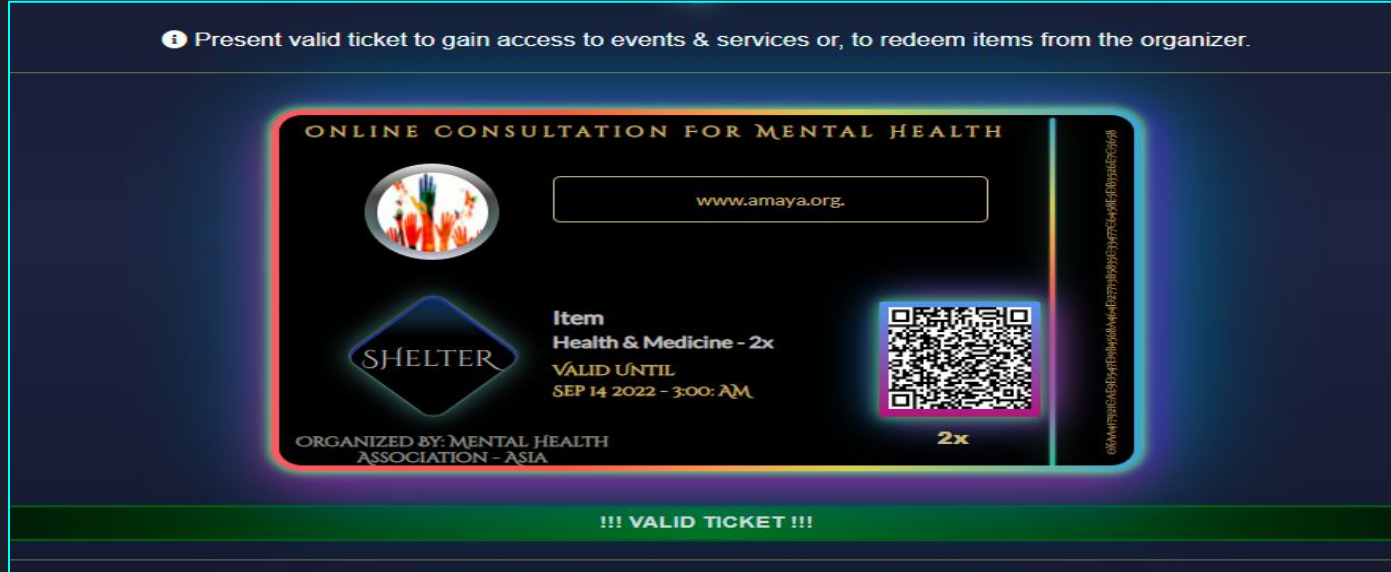 Present valid ticket to gain access to events & services or, to redeem items from the organizer.
Online Consultation For Mental Health
www.amaya.org.
SHELTER
Item
Health & Medicine - 2x
Valid Until
Sep 14 2022 - 3:00: AM
Organized by: Mental Health
Association - Asia
2x
!!! VALID TICKET !!!